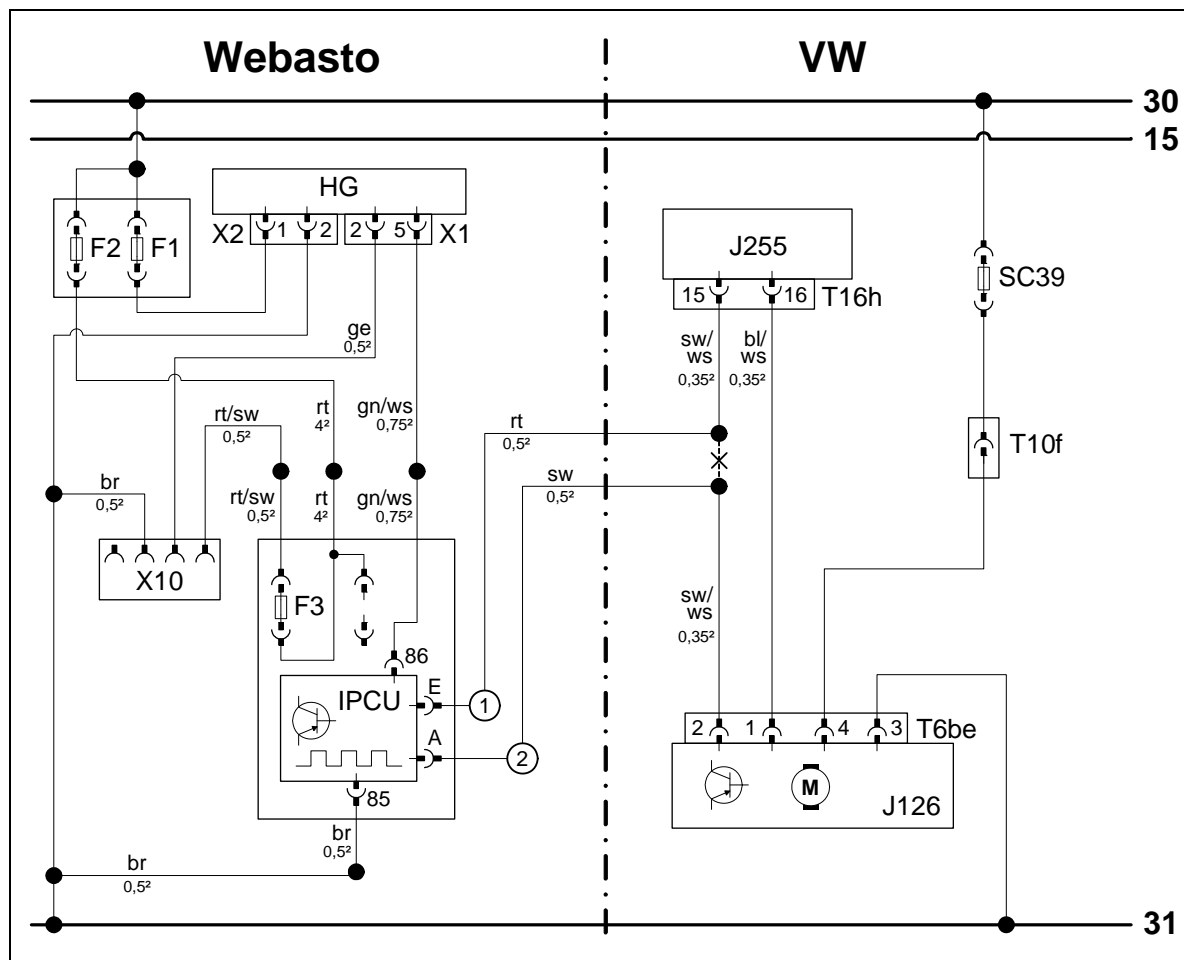 Webasto
VW
30
15
HG
X2 1 2 2 5 X1
F2 F1
J255
15 16 T16h
SC39
ge
0,5²
sw/
ws
0,35²
bl/
ws
0,35²
rt/sw
0,5²
rt
4²
gn/ws
0,75²
rt
0,5²
T10f
br
0,5²
rt/sw
0,5²
rt
4²
gn/ws
0,75²
sw
0,5²
X10
F3
sw/
ws
0,35²
86
IPCU
E
1
A
2
85
2 1 4 3 T6be
M
J126
br
0,5²
br
0,5²
31